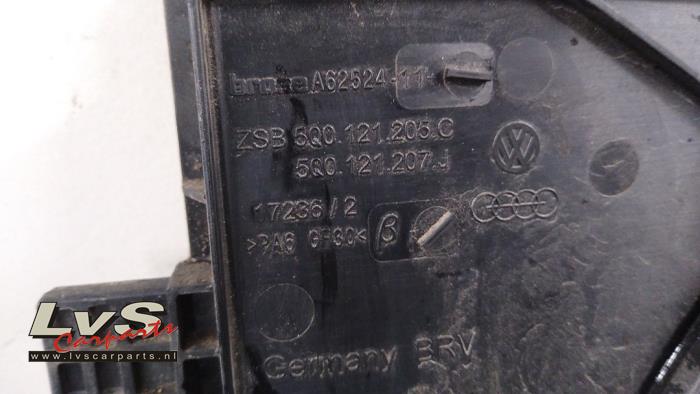 brose A62524-11-
ZSB 5Q0.121.205.C
5Q0.121.207.J
17236 / 2
>PA6 GF30< β
Germany BRV
LvS
Carparts
www.lvscarparts.nl